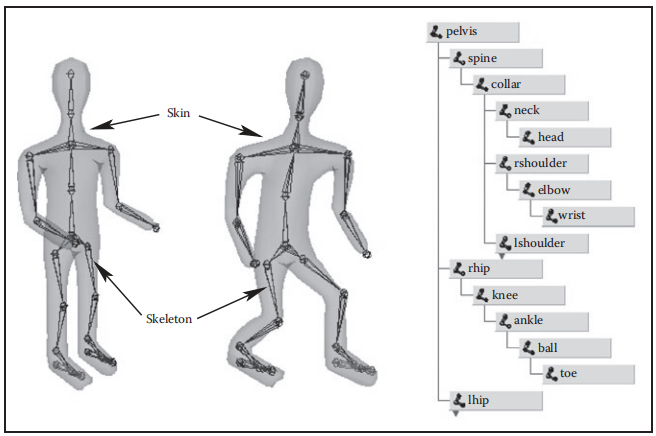 Skin
Skeleton
pelvis
spine
collar
neck
head
rshoulder
elbow
wrist
lshoulder
rhip
knee
ankle
ball
toe
lhip